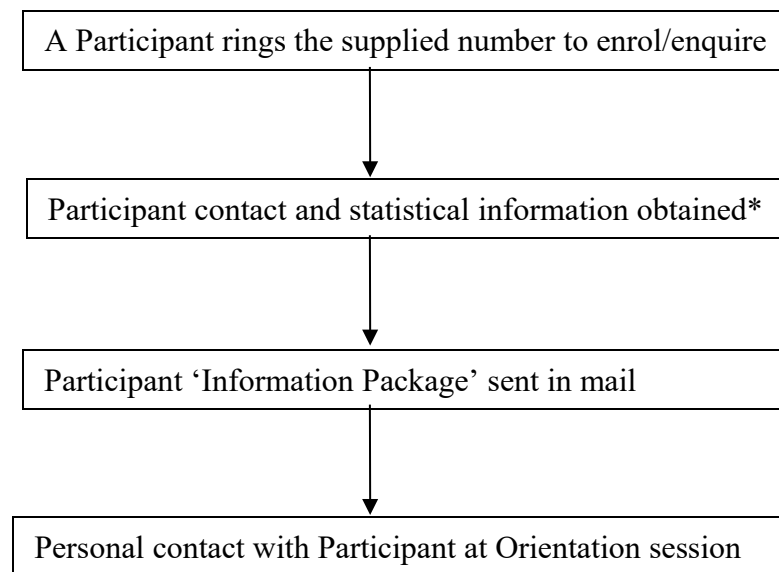 A Participant rings the supplied number to enrol/enquire
Participant contact and statistical information obtained*
Participant ‘Information Package’ sent in mail
Personal contact with Participant at Orientation session